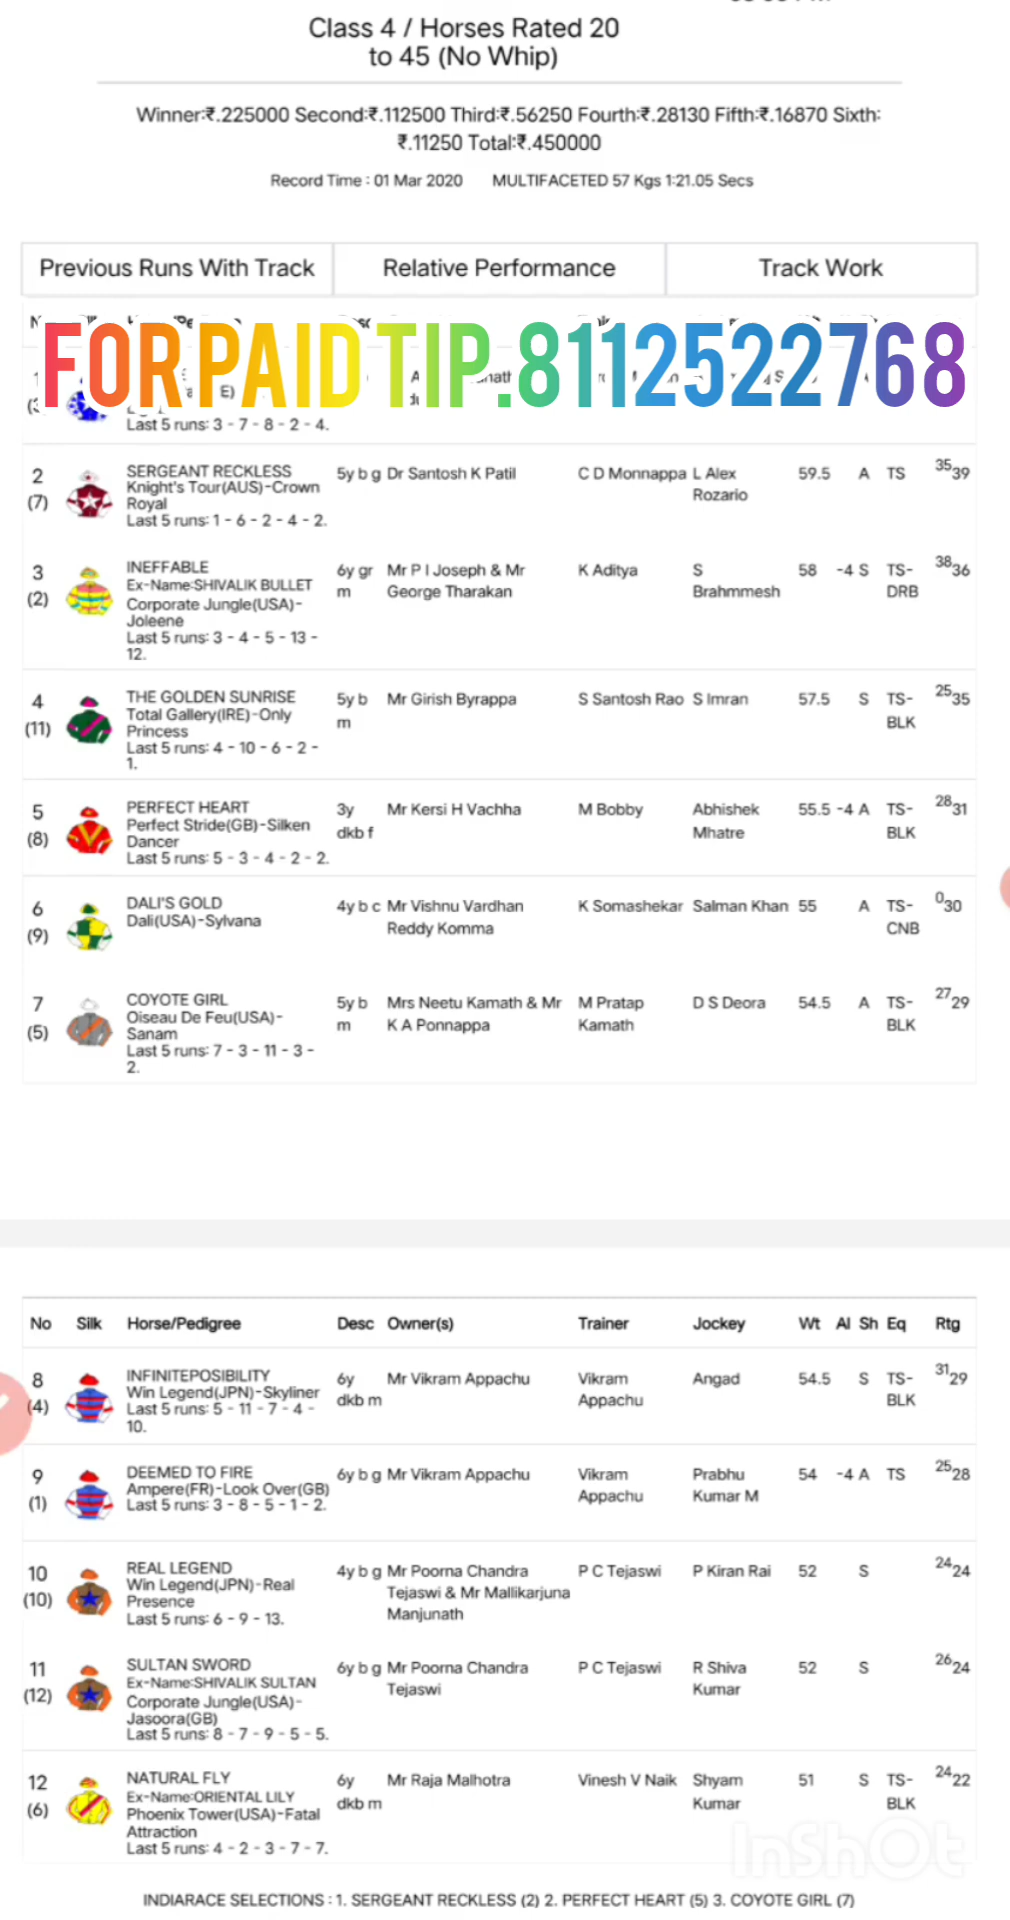 Class 4 / Horses Rated 20
to 45 (No Whip)
Winner:₹.225000 Second:₹.112500 Third:₹.56250 Fourth:₹.28130 Fifth:₹.16870 Sixth:
₹.11250 Total:₹.450000
Record Time : 01 Mar 2020 MULTIFACETED 57 Kgs 1:21.05 Secs
Previous Runs With Track Relative Performance Track Work
FOR PAID TIP.8112522768
Last 5 runs: 3 - 7 - 8 - 2 - 4.
2 SERGEANT RECKLESS 5y b g Dr Santosh K Patil C D Monnappa L Alex 59.5 A TS 35 39
(7) Knight's Tour(AUS)-Crown Rozario
Royal
Last 5 runs: 1 - 6 - 2 - 4 - 2.
3 INEFFABLE 6y gr Mr P I Joseph & Mr K Aditya S 58 -4 S TS- 38 36
(2) Ex-Name:SHIVALIK BULLET m George Tharakan Brahmmesh DRB
Corporate Jungle(USA)-
Joleene
Last 5 runs: 3 - 4 - 5 - 13 -
12.
4 THE GOLDEN SUNRISE 5y b Mr Girish Byrappa S Santosh Rao S Imran 57.5 S TS- 25 35
(11) Total Gallery(IRE)-Only m BLK
Princess
Last 5 runs: 4 - 10 - 6 - 2 -
1.
5 PERFECT HEART 3y Mr Kersi H Vachha M Bobby Abhishek 55.5 -4 A TS- 28 31
(8) Perfect Stride(GB)-Silken dkb f Mhatre BLK
Dancer
Last 5 runs: 5 - 3 - 4 - 2 - 2.
6 DALI'S GOLD 4y b c Mr Vishnu Vardhan K Somashekar Salman Khan 55 A TS- 0 30
(9) Dali(USA)-Sylvana Reddy Komma CNB
7 COYOTE GIRL 5y b Mrs Neetu Kamath & Mr M Pratap D S Deora 54.5 A TS- 27 29
(5) Oiseau De Feu(USA)- m K A Ponnappa Kamath BLK
Sanam
Last 5 runs: 7 - 3 - 11 - 3 -
2.
No Silk Horse/Pedigree Desc Owner(s) Trainer Jockey Wt Al Sh Eq Rtg
8 INFINITEPOSIBILITY 6y Mr Vikram Appachu Vikram Angad 54.5 S TS- 31 29
(4) Win Legend(JPN)-Skyliner dkb m Appachu BLK
Last 5 runs: 5 - 11 - 7 - 4 -
10.
9 DEEMED TO FIRE 6y b g Mr Vikram Appachu Vikram Prabhu 54 -4 A TS 25 28
(1) Ampere(FR)-Look Over(GB) Appachu Kumar M
Last 5 runs: 3 - 8 - 5 - 1 - 2.
10 REAL LEGEND 4y b g Mr Poorna Chandra P C Tejaswi P Kiran Rai 52 S 24 24
(10) Win Legend(JPN)-Real Tejaswi & Mr Mallikarjuna
Presence Manjunath
Last 5 runs: 6 - 9 - 13.
11 SULTAN SWORD 6y b g Mr Poorna Chandra P C Tejaswi R Shiva 52 S 26 24
(12) Ex-Name:SHIVALIK SULTAN Tejaswi Kumar
Corporate Jungle(USA)-
Jasoora(GB)
Last 5 runs: 8 - 7 - 9 - 5 - 5.
12 NATURAL FLY 6y Mr Raja Malhotra Vinesh V Naik Shyam 51 S TS- 24 22
(6) Ex-Name:ORIENTAL LILY dkb m Kumar BLK
Phoenix Tower(USA)-Fatal
Attraction
Last 5 runs: 4 - 2 - 3 - 7 - 7.
InShOt
INDIARACE SELECTIONS : 1. SERGEANT RECKLESS (2) 2. PERFECT HEART (5) 3. COYOTE GIRL (7)